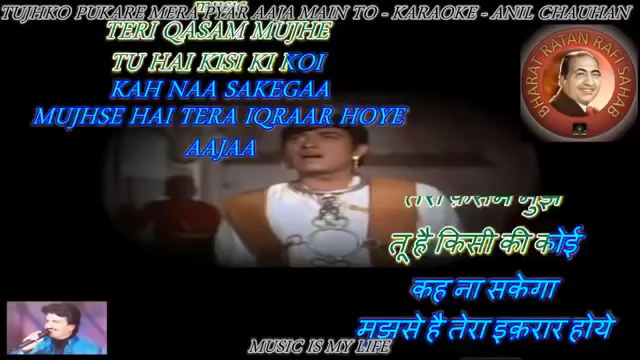 TUJHKO PUKARE MERA PYAR AAJA MAIN TO - KARAOKE - ANIL CHAUHAN
TERI QASAM MUJHE
TU HAI KISI KI KOI
KAH NAA SAKEGAA
MUJHSE HAI TERA IQRAAR HOYE
AAJAA
BHARAT RATAN RAFI SAHAB
तेरी क़सम मुझे
तू है किसी की कोई
कह ना सकेगा
मुझसे है तेरा इक़रार होये
MUSIC IS MY LIFE